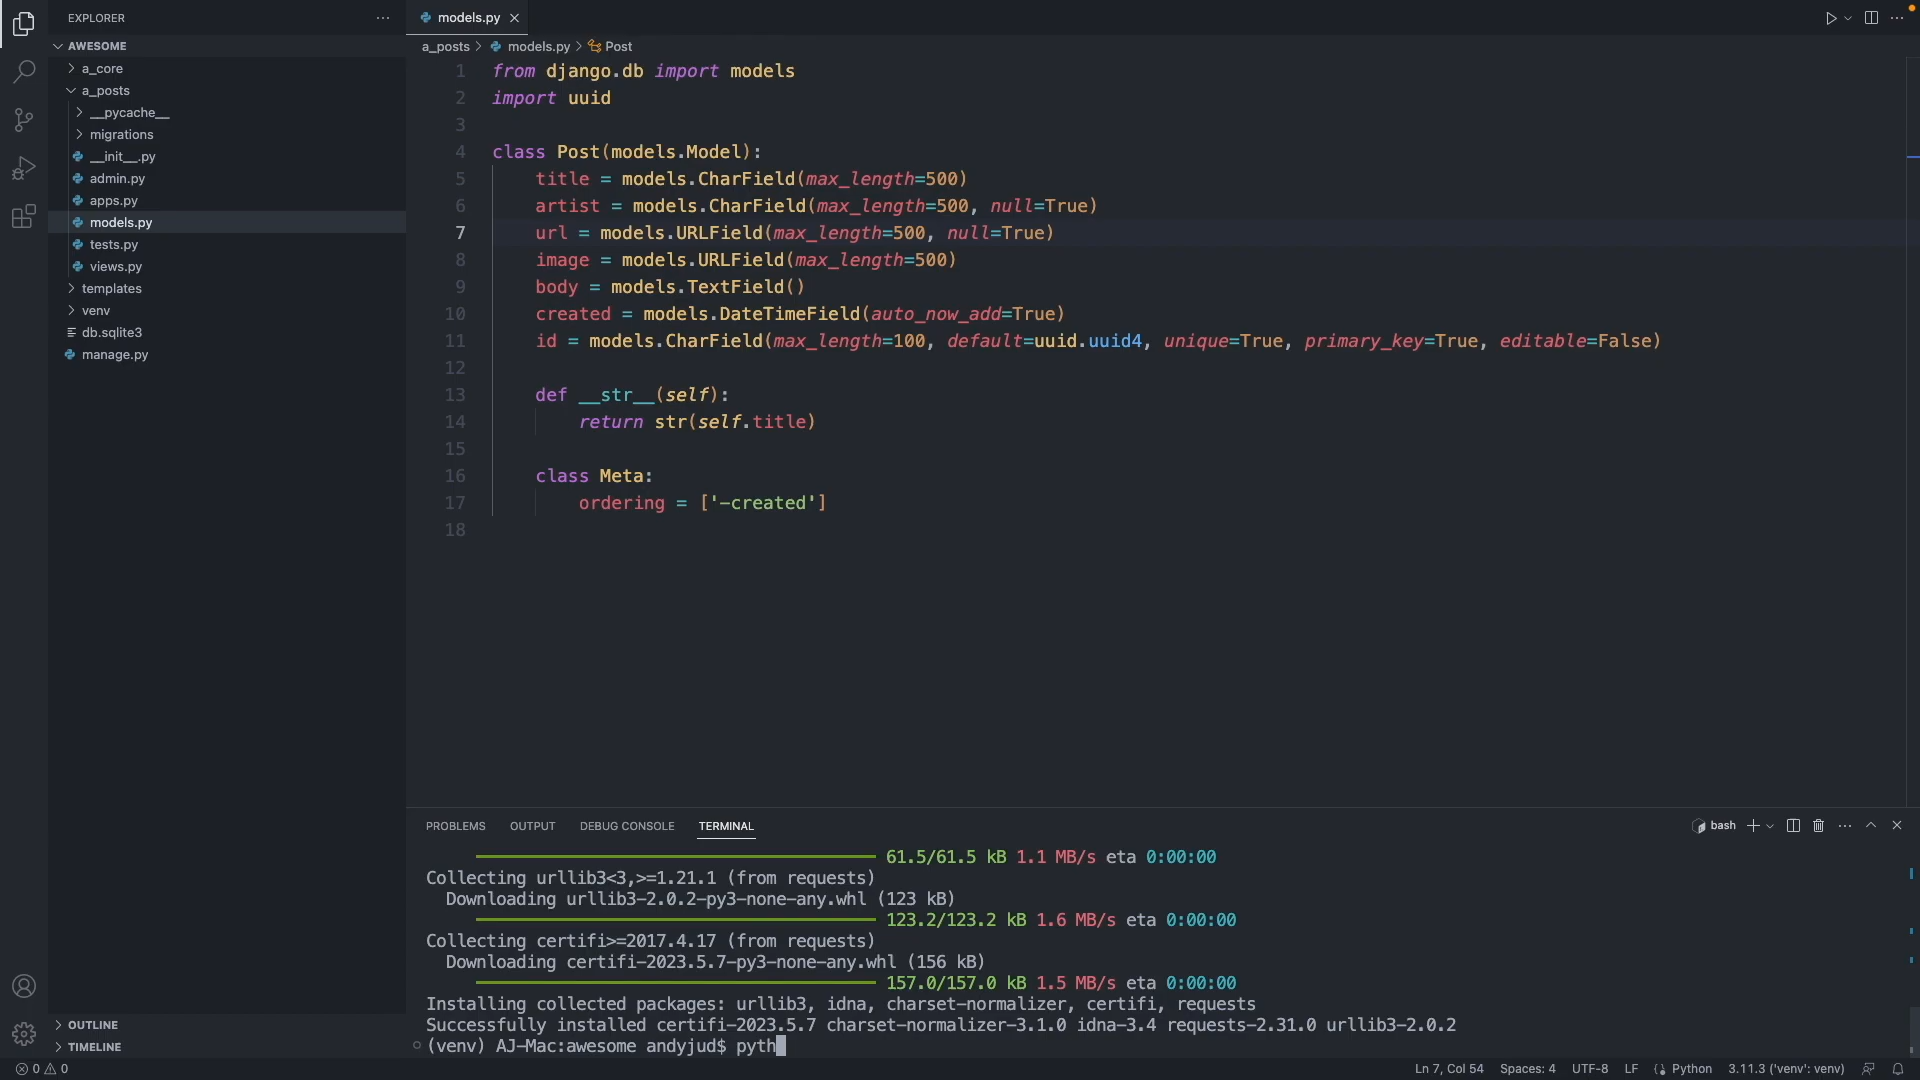 EXPLORER
models.py
AWESOME
a_core
a_posts
__pycache__
migrations
__init__.py
admin.py
apps.py
models.py
tests.py
views.py
templates
venv
db.sqlite3
manage.py
OUTLINE
TIMELINE
a_posts > models.py > Post
1 from django.db import models
2 import uuid
3
4 class Post(models.Model):
5 title = models.CharField(max_length=500)
6 artist = models.CharField(max_length=500, null=True)
7 url = models.URLField(max_length=500, null=True)
8 image = models.URLField(max_length=500)
9 body = models.TextField()
10 created = models.DateTimeField(auto_now_add=True)
11 id = models.CharField(max_length=100, default=uuid.uuid4, unique=True, primary_key=True, editable=False)
12
13 def __str__(self):
14 return str(self.title)
15
16 class Meta:
17 ordering = ['-created']
18
PROBLEMS OUTPUT DEBUG CONSOLE TERMINAL bash
61.5/61.5 kB 1.1 MB/s eta 0:00:00
Collecting urllib3<3,>=1.21.1 (from requests)
Downloading urllib3-2.0.2-py3-none-any.whl (123 kB)
123.2/123.2 kB 1.6 MB/s eta 0:00:00
Collecting certifi>=2017.4.17 (from requests)
Downloading certifi-2023.5.7-py3-none-any.whl (156 kB)
157.0/157.0 kB 1.5 MB/s eta 0:00:00
Installing collected packages: urllib3, idna, charset-normalizer, certifi, requests
Successfully installed certifi-2023.5.7 charset-normalizer-3.1.0 idna-3.4 requests-2.31.0 urllib3-2.0.2
(venv) AJ-Mac:awesome andyjud$ pyth
0 0 Ln 7, Col 54 Spaces: 4 UTF-8 LF Python 3.11.3 ('venv': venv)